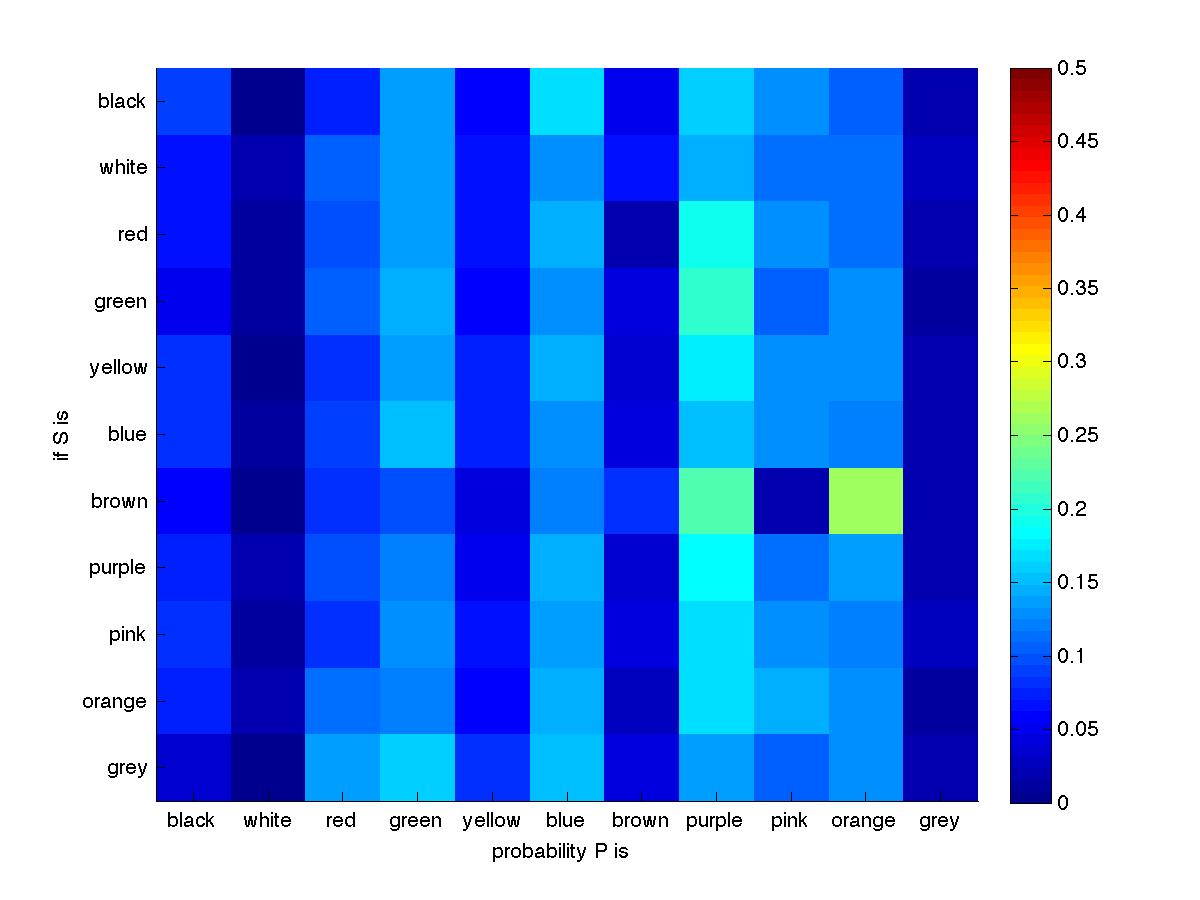 if S is
black
white
red
green
yellow
blue
brown
purple
pink
orange
grey
black white red green yellow blue brown purple pink orange grey
probability P is
0.5
0.45
0.4
0.35
0.3
0.25
0.2
0.15
0.1
0.05
0